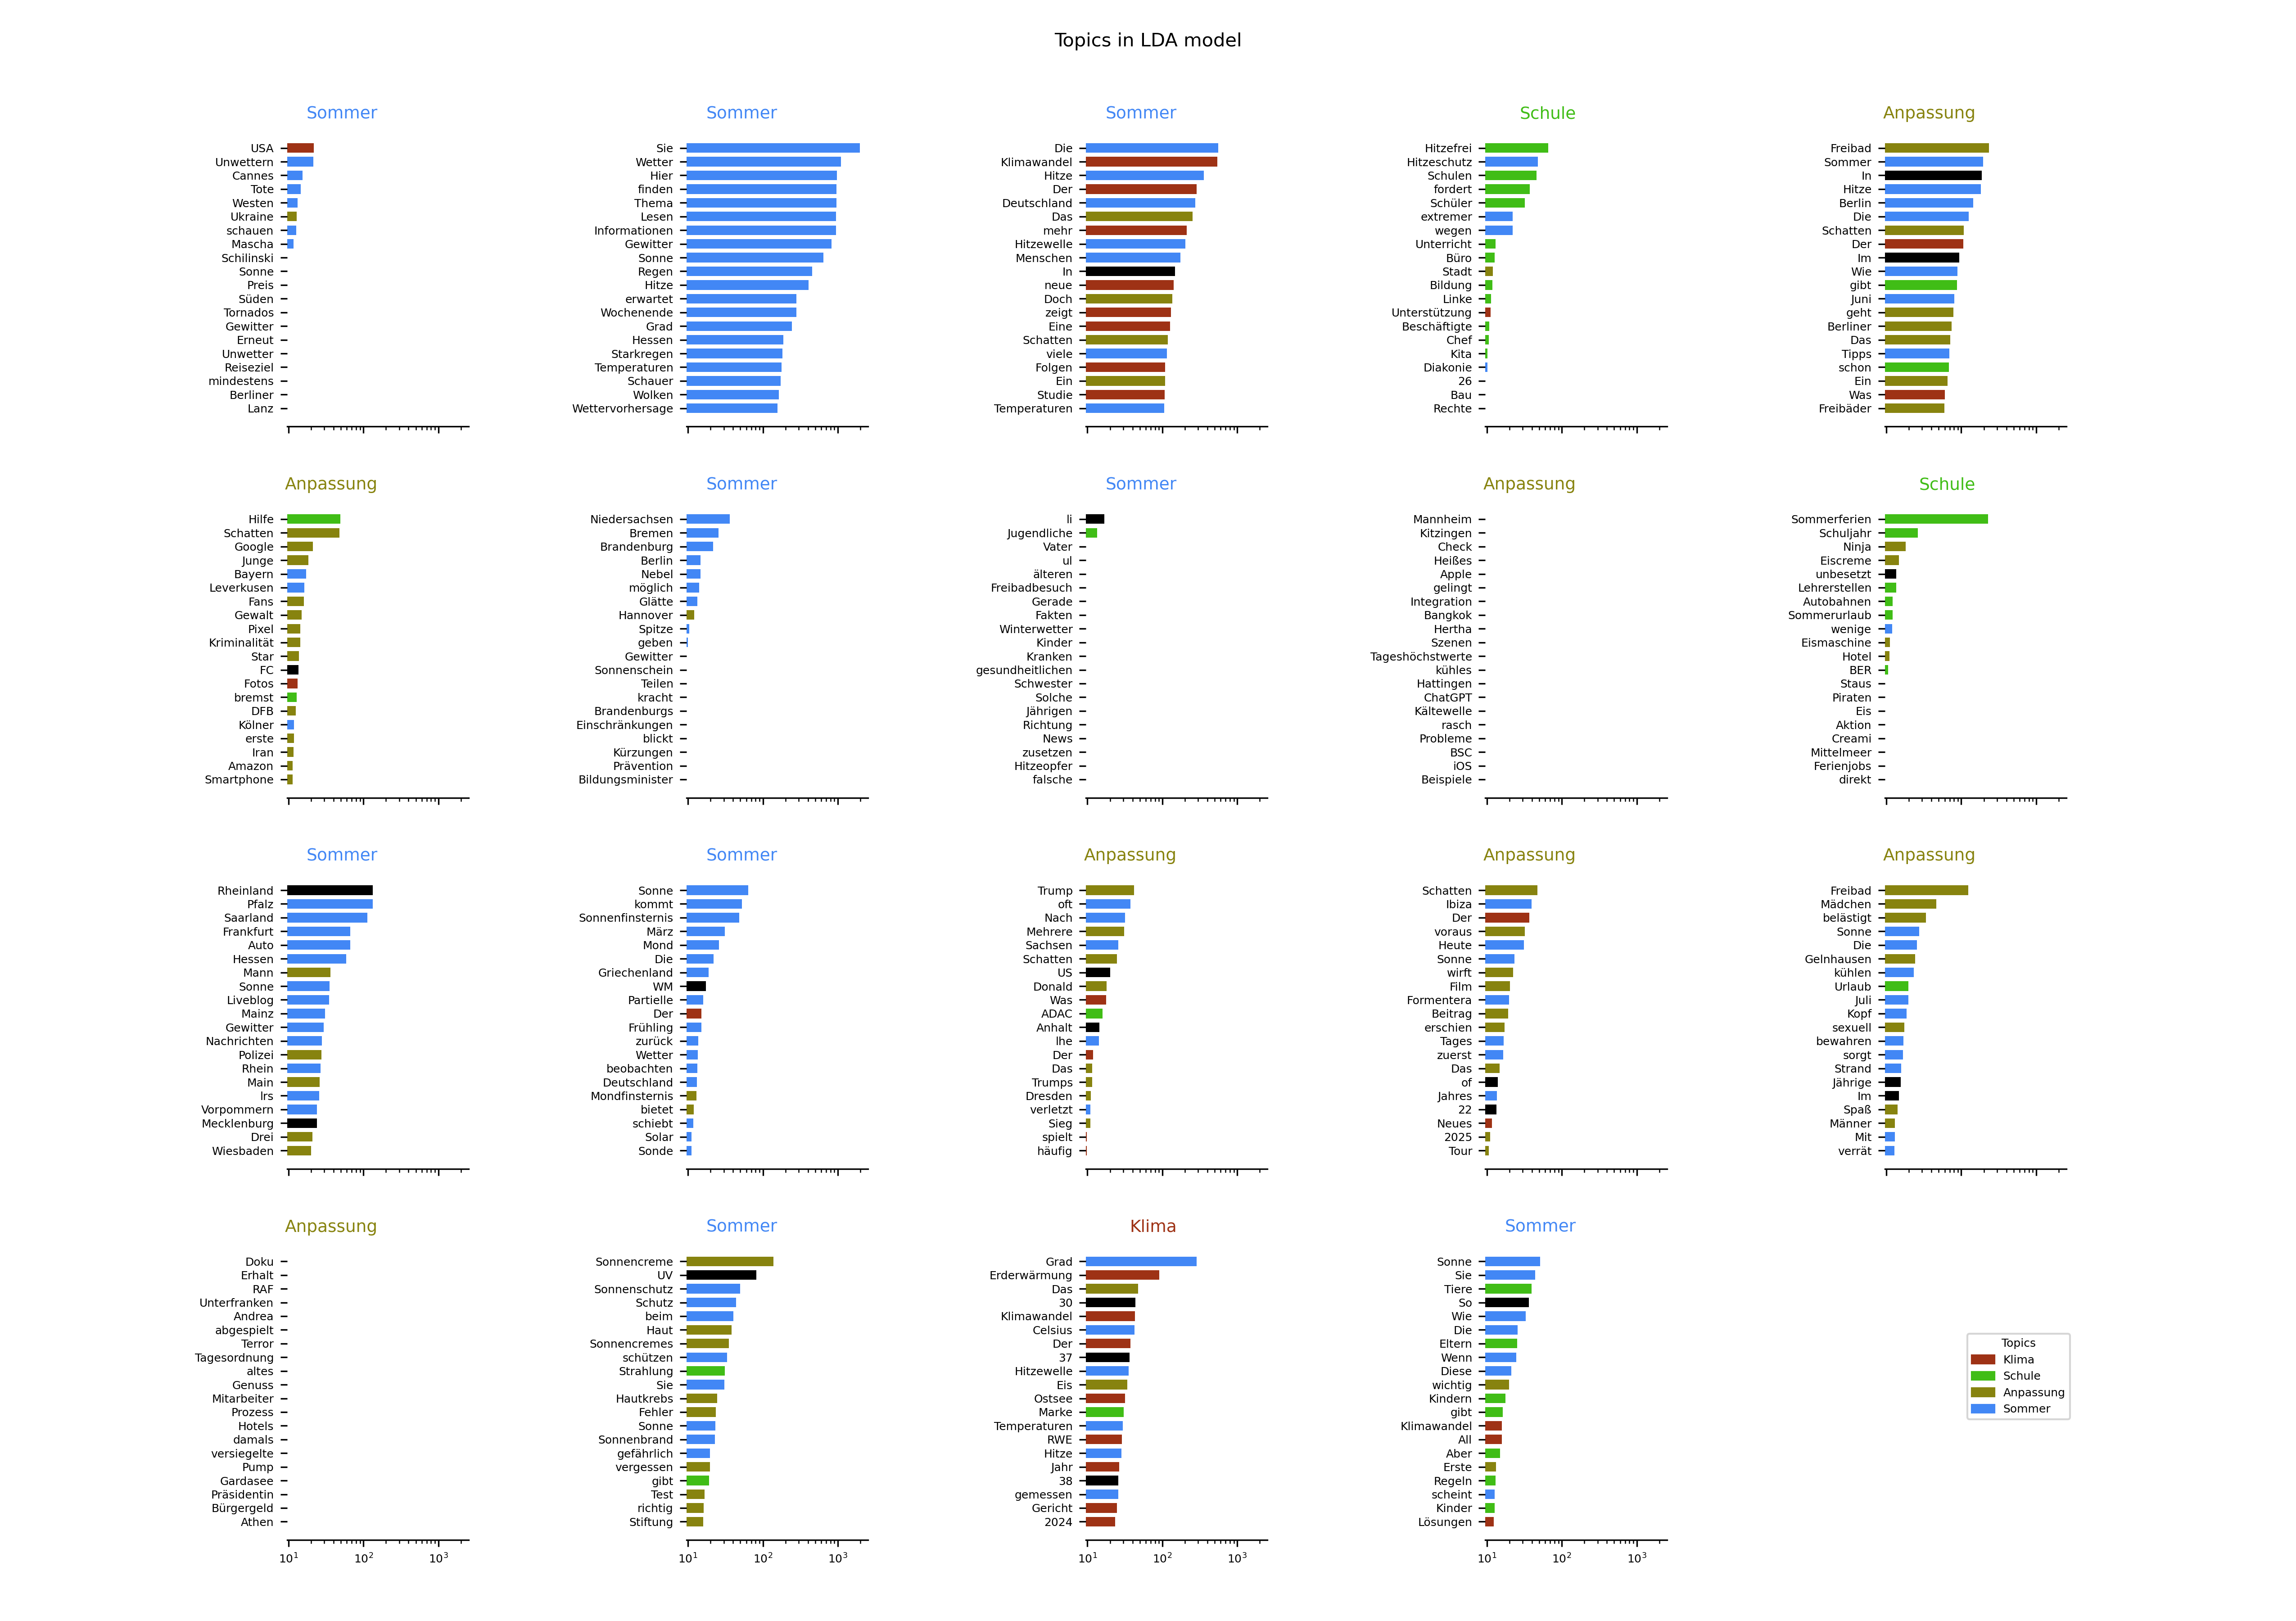 Topics in LDA model
Sommer
USA
Unwettern
Cannes
Tote
Westen
Ukraine
schauen
Mascha
Schilinski
Sonne
Preis
Süden
Tornados
Gewitter
Erneut
Unwetter
Reiseziel
mindestens
Berliner
Lanz
Sommer
Sie
Wetter
Hier
finden
Thema
Lesen
Informationen
Gewitter
Sonne
Regen
Hitze
erwartet
Wochenende
Grad
Hessen
Starkregen
Temperaturen
Schauer
Wolken
Wettervorhersage
Sommer
Die
Klimawandel
Hitze
Der
Deutschland
Das
mehr
Hitzewelle
Menschen
In
neue
Doch
zeigt
Eine
Schatten
viele
Folgen
Ein
Studie
Temperaturen
Schule
Hitzefrei
Hitzeschutz
Schulen
fordert
Schüler
extremer
wegen
Unterricht
Büro
Stadt
Bildung
Linke
Unterstützung
Beschäftigte
Chef
Kita
Diakonie
26
Bau
Rechte
Anpassung
Freibad
Sommer
In
Hitze
Berlin
Die
Schatten
Der
Im
Wie
gibt
Juni
geht
Berliner
Das
Tipps
schon
Ein
Was
Freibäder
Anpassung
Hilfe
Schatten
Google
Junge
Bayern
Leverkusen
Fans
Gewalt
Pixel
Kriminalität
Star
FC
Fotos
bremst
DFB
Kölner
erste
Iran
Amazon
Smartphone
Sommer
Niedersachsen
Bremen
Brandenburg
Berlin
Nebel
möglich
Glätte
Hannover
Spitze
geben
Gewitter
Sonnenschein
Teilen
kracht
Brandenburgs
Einschränkungen
blickt
Kürzungen
Prävention
Bildungsminister
Sommer
li
Jugendliche
Vater
ul
älteren
Freibadbesuch
Gerade
Fakten
Winterwetter
Kinder
Kranken
gesundheitlichen
Schwester
Solche
Jährigen
Richtung
News
zusetzen
Hitzeopfer
falsche
Anpassung
Mannheim
Kitzingen
Check
Heißes
Apple
gelingt
Integration
Bangkok
Hertha
Szenen
Tageshöchstwerte
kühles
Hattingen
ChatGPT
Kältewelle
rasch
Probleme
BSC
iOS
Beispiele
Schule
Sommerferien
Schuljahr
Ninja
Eiscreme
unbesetzt
Lehrerstellen
Autobahnen
Sommerurlaub
wenige
Eismaschine
Hotel
BER
Staus
Piraten
Eis
Aktion
Creami
Mittelmeer
Ferienjobs
direkt
Sommer
Rheinland
Pfalz
Saarland
Frankfurt
Auto
Hessen
Mann
Sonne
Liveblog
Mainz
Gewitter
Nachrichten
Polizei
Rhein
Main
Irs
Vorpommern
Mecklenburg
Drei
Wiesbaden
Sommer
Sonne
kommt
Sonnenfinsternis
März
Mond
Die
Griechenland
WM
Partielle
Der
Frühling
zurück
Wetter
beobachten
Deutschland
Mondfinsternis
bietet
schiebt
Solar
Sonde
Anpassung
Trump
oft
Nach
Mehrere
Sachsen
Schatten
US
Donald
Was
ADAC
Anhalt
Ihe
Der
Das
Trumps
Dresden
verletzt
Sieg
spielt
häufig
Anpassung
Schatten
Ibiza
Der
voraus
Heute
Sonne
wirft
Film
Formentera
Beitrag
erschien
Tages
zuerst
Das
of
Jahres
22
Neues
2025
Tour
Anpassung
Freibad
Mädchen
belästigt
Sonne
Die
Gelnhausen
kühlen
Urlaub
Juli
Kopf
sexuell
bewahren
sorgt
Strand
Jährige
Im
Spaß
Männer
Mit
verrät
Anpassung
Doku
Erhalt
RAF
Unterfranken
Andrea
abgespielt
Terror
Tagesordnung
altes
Genuss
Mitarbeiter
Prozess
Hotels
damals
versiegelte
Pump
Gardasee
Präsidentin
Bürgergeld
Athen
10¹ 10² 10³
Sommer
Sonnencreme
UV
Sonnenschutz
Schutz
beim
Haut
Sonnencremes
schützen
Strahlung
Sie
Hautkrebs
Fehler
Sonne
Sonnenbrand
gefährlich
vergessen
gibt
Test
richtig
Stiftung
10¹ 10² 10³
Klima
Grad
Erderwärmung
Das
30
Klimawandel
Celsius
Der
37
Hitzewelle
Eis
Ostsee
Marke
Temperaturen
RWE
Hitze
Jahr
38
gemessen
Gericht
2024
10¹ 10² 10³
Sommer
Sonne
Sie
Tiere
So
Wie
Die
Eltern
Wenn
Diese
wichtig
Kindern
gibt
Klimawandel
All
Aber
Erste
Regeln
scheint
Kinder
Lösungen
10¹ 10² 10³
Topics
Klima
Schule
Anpassung
Sommer